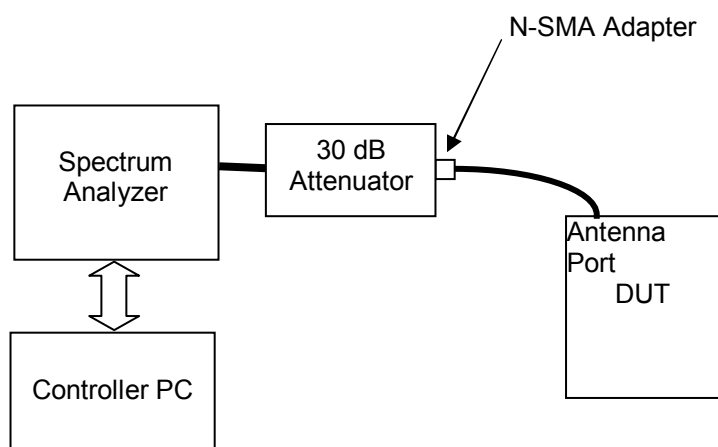 N-SMA Adapter
Spectrum
Analyzer
30 dB
Attenuator
Antenna
Port
DUT
Controller PC